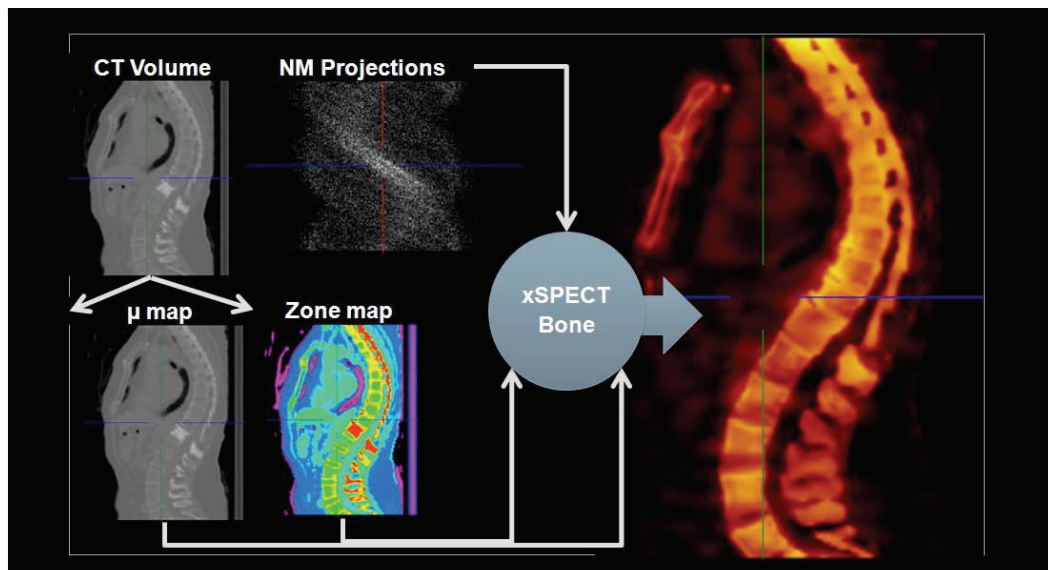 CT Volume
NM Projections
µ map
Zone map
xSPECT
Bone